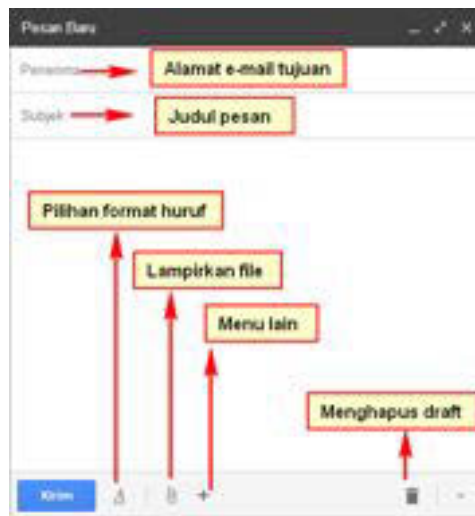 Pesan Baru
Penerima
Alamat e-mail tujuan
Subjek
Judul pesan
Pilihan format huruf
Lampirkan file
Menu lain
Menghapus draft
Kirim